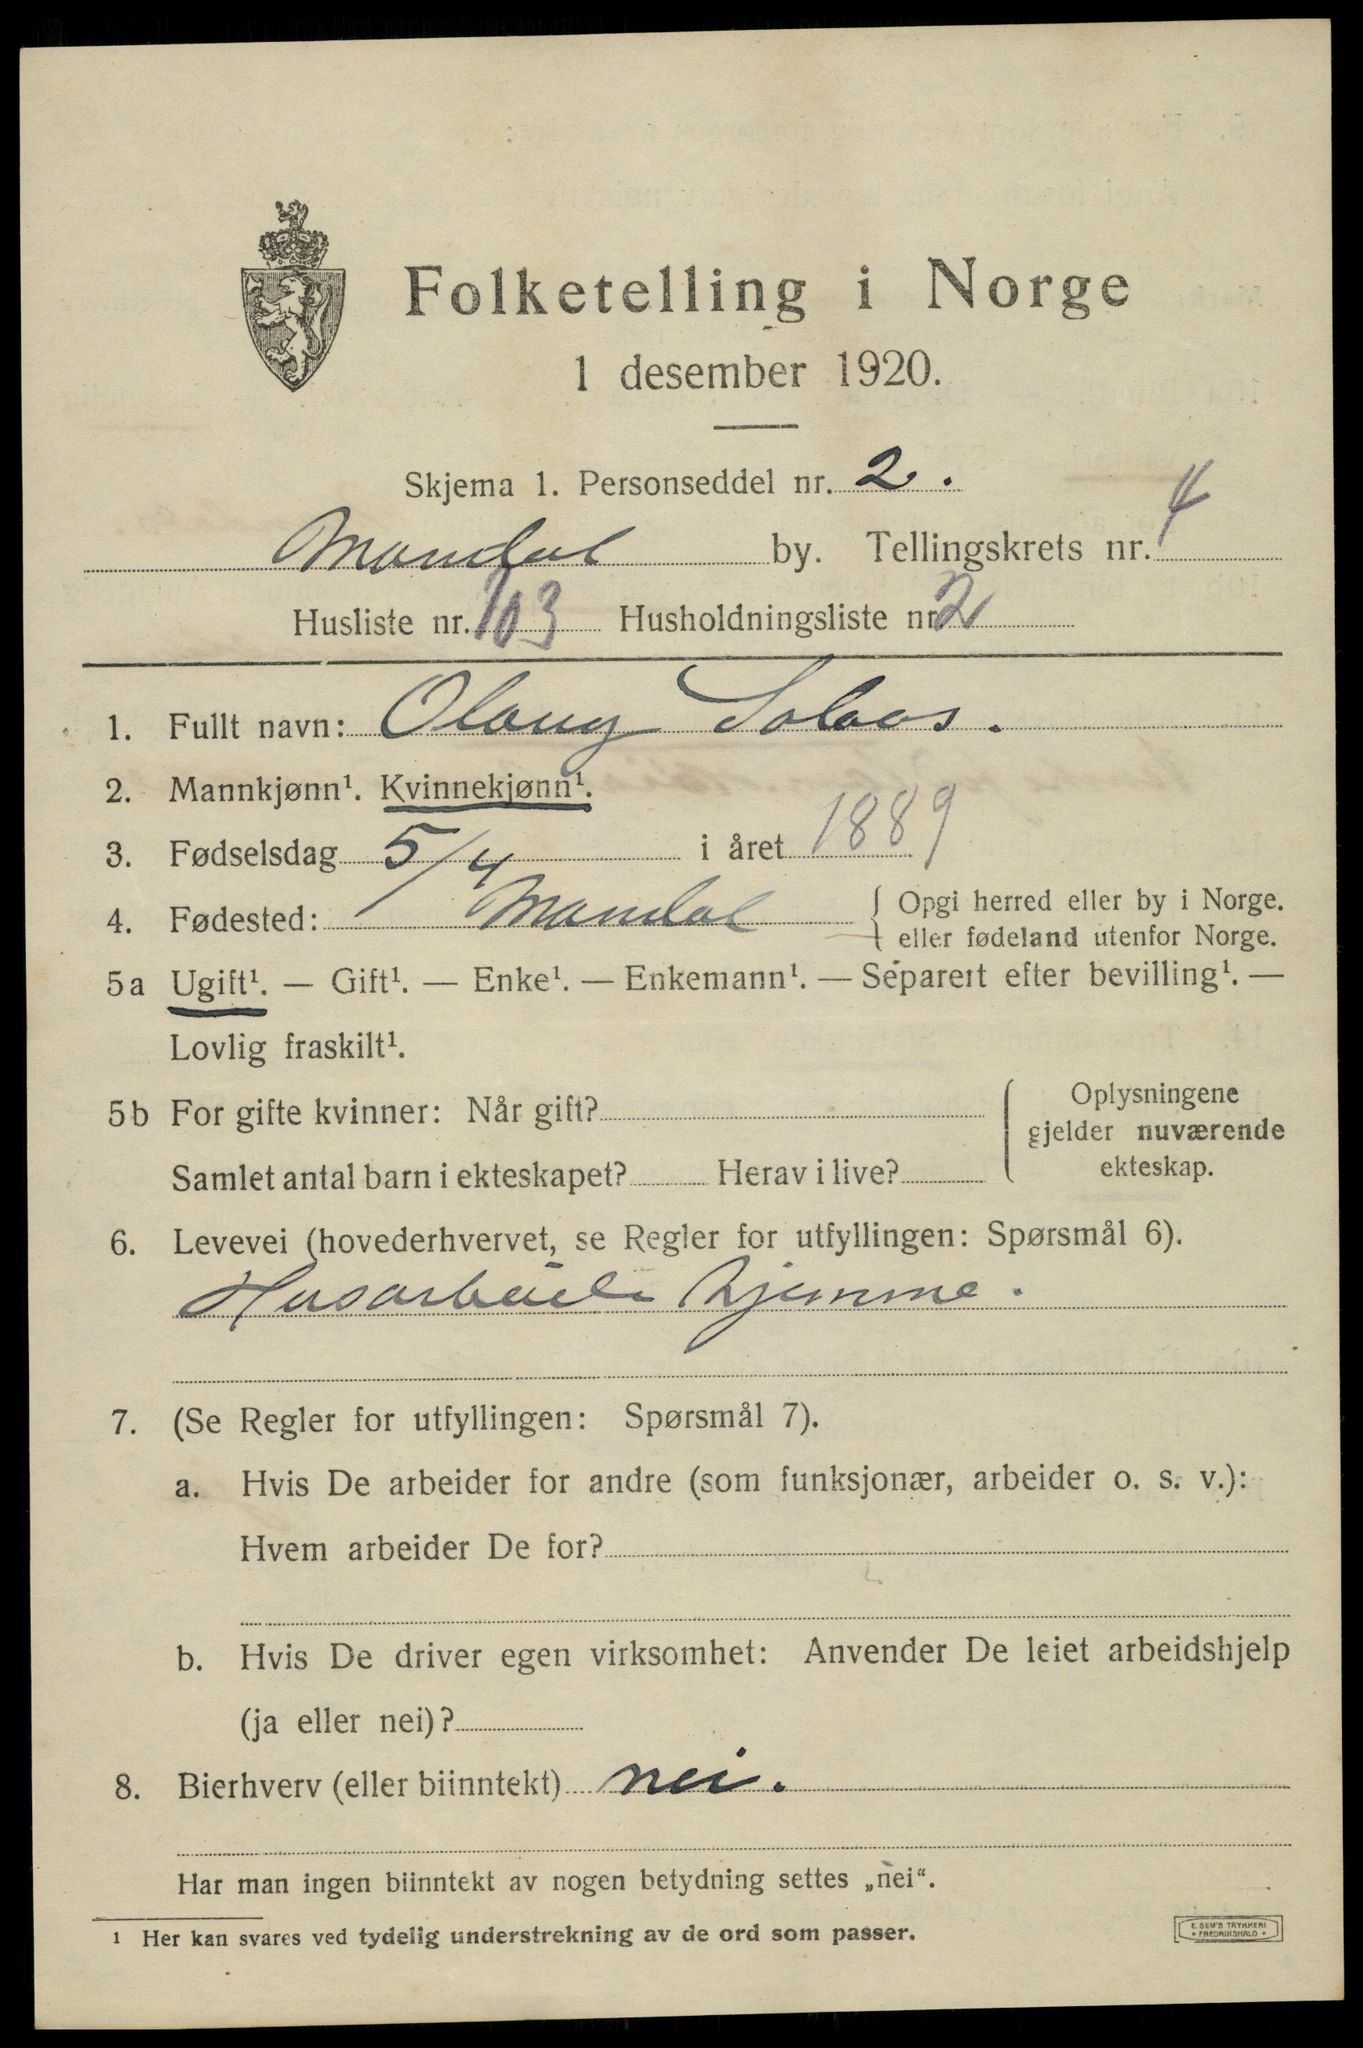 Folketelling i Norge
1 desember 1920.
Skjema 1. Personseddel nr. 2.
Mandal by. Tellingskrets nr. 4
Husliste nr. 103 Husholdningsliste nr. 2
1. Fullt navn: Olaug Solaas.
2. Mannkjønn¹. Kvinnekjønn¹.
3. Fødselsdag 5/4 i året 1889
4. Fødested: Mandal { Opgi herred eller by i Norge.
eller fødeland utenfor Norge.
5a Ugift¹. — Gift¹. — Enke¹. — Enkemann¹. — Separert efter bevilling¹. —
Lovlig fraskilt¹.
5b For gifte kvinner: Når gift?
Samlet antal barn i ekteskapet? Herav i live?
Oplysningene
gjelder nuværende
ekteskap.
6. Levevei (hovederhvervet, se Regler for utfyllingen: Spørsmål 6).
Husarbeide hjemme.
7. (Se Regler for utfyllingen: Spørsmål 7).
a. Hvis De arbeider for andre (som funksjonær, arbeider o. s. v.):
Hvem arbeider De for?
b. Hvis De driver egen virksomhet: Anvender De leiet arbeidshjelp
(ja eller nei)?
8. Bierhverv (eller biinntekt) nei.
Har man ingen biinntekt av nogen betydning settes „nei“.
¹ Her kan svares ved tydelig understrekning av de ord som passer.
E. SEM'S TRYKKERI
• FREDRIKSHALD •